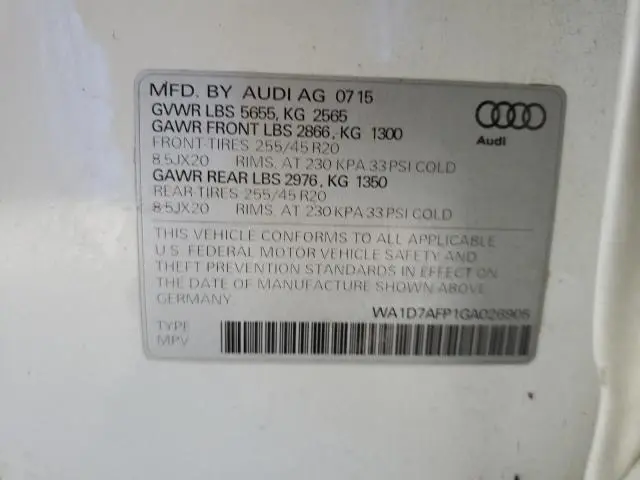 MFD. BY AUDI AG 07 15
GVWR LBS 5655, KG 2565
GAWR FRONT LBS 2866, KG 1300
FRONT-TIRES 255/45 R20
8.5JX20 RIMS. AT 230 KPA 33 PSI COLD
GAWR REAR LBS 2976, KG 1350
REAR-TIRES 255/45 R20
8.5JX20 RIMS. AT 230 KPA 33 PSI COLD
Audi
THIS VEHICLE CONFORMS TO ALL APPLICABLE
U.S. FEDERAL MOTOR VEHICLE SAFETY AND
THEFT PREVENTION STANDARDS IN EFFECT ON
THE DATE OF MANUFACTURE SHOWN ABOVE
GERMANY
WA1D7AFP1GA026905
TYPE
MPV